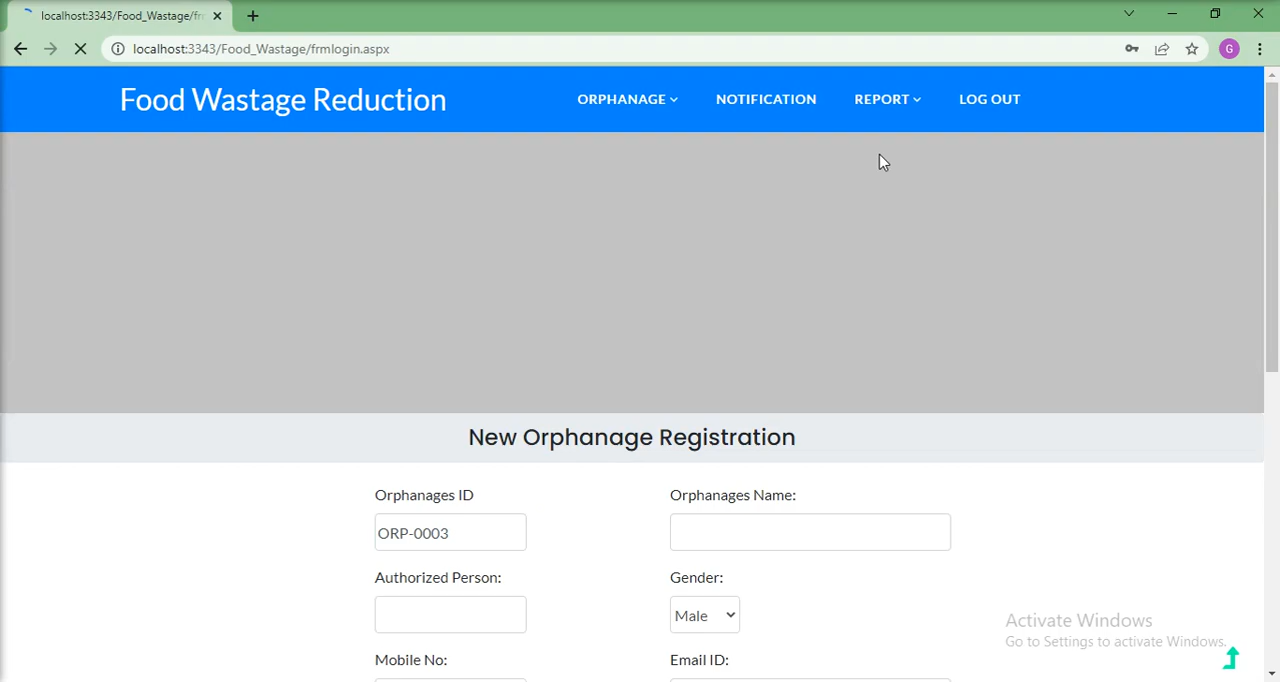 localhost:3343/Food_Wastage/fr
localhost:3343/Food_Wastage/frmlogin.aspx
G
Food Wastage Reduction
ORPHANAGE
NOTIFICATION
REPORT
LOG OUT
New Orphanage Registration
Orphanages ID
Orphanages Name:
ORP-0003
Authorized Person:
Gender:
Male
Mobile No:
Email ID:
Activate Windows
Go to Settings to activate Windows.